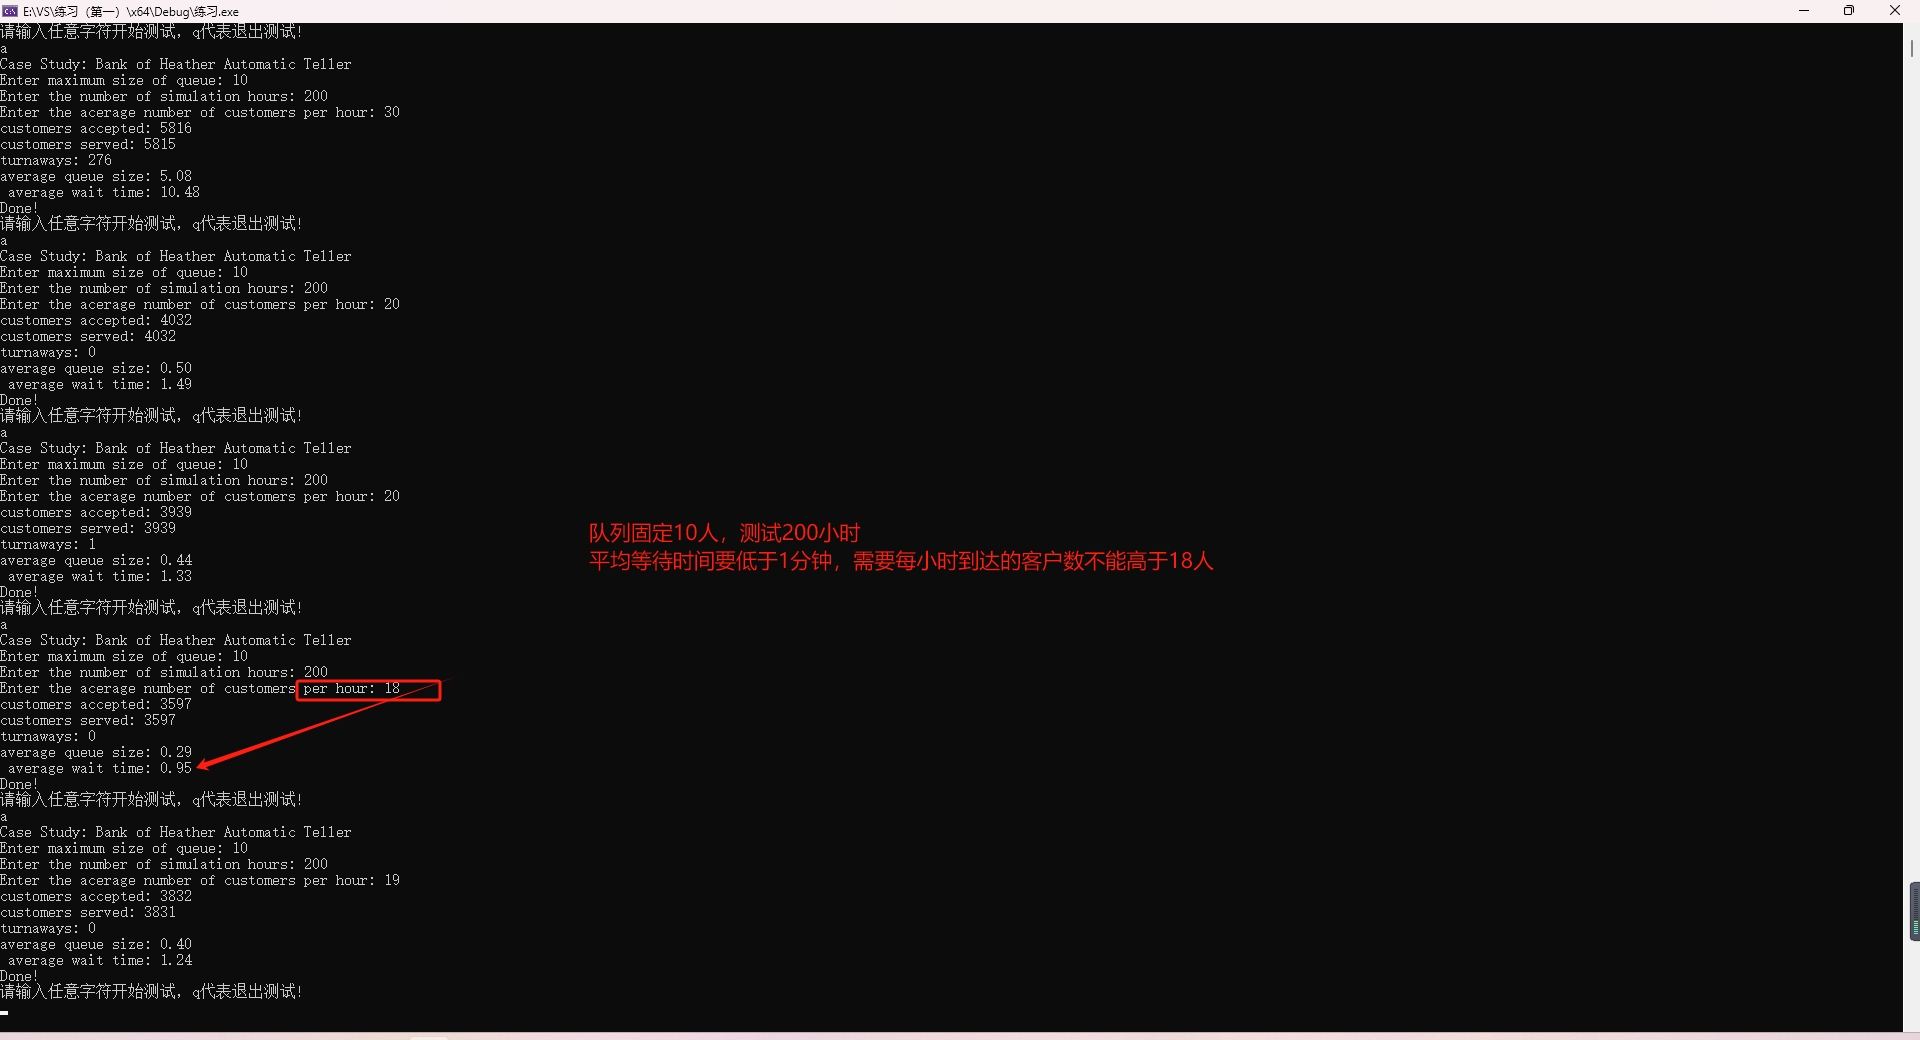 E:\VS\练习（第一）\x64\Debug\练习.exe
请输入任意字符开始测试，q代表退出测试!
a
Case Study: Bank of Heather Automatic Teller
Enter maximum size of queue: 10
Enter the number of simulation hours: 200
Enter the acerage number of customers per hour: 30
customers accepted: 5816
customers served: 5815
turnaways: 276
average queue size: 5.08
 average wait time: 10.48
Done!
请输入任意字符开始测试，q代表退出测试!
a
Case Study: Bank of Heather Automatic Teller
Enter maximum size of queue: 10
Enter the number of simulation hours: 200
Enter the acerage number of customers per hour: 20
customers accepted: 4032
customers served: 4032
turnaways: 0
average queue size: 0.50
 average wait time: 1.49
Done!
请输入任意字符开始测试，q代表退出测试!
a
Case Study: Bank of Heather Automatic Teller
Enter maximum size of queue: 10
Enter the number of simulation hours: 200
Enter the acerage number of customers per hour: 20
customers accepted: 3939
customers served: 3939
turnaways: 1
average queue size: 0.44
 average wait time: 1.33
Done!
请输入任意字符开始测试，q代表退出测试!
a
Case Study: Bank of Heather Automatic Teller
Enter maximum size of queue: 10
Enter the number of simulation hours: 200
Enter the acerage number of customers per hour: 18
customers accepted: 3597
customers served: 3597
turnaways: 0
average queue size: 0.29
 average wait time: 0.95
Done!
请输入任意字符开始测试，q代表退出测试!
a
Case Study: Bank of Heather Automatic Teller
Enter maximum size of queue: 10
Enter the number of simulation hours: 200
Enter the acerage number of customers per hour: 19
customers accepted: 3832
customers served: 3831
turnaways: 0
average queue size: 0.40
 average wait time: 1.24
Done!
请输入任意字符开始测试，q代表退出测试!
队列固定10人，测试200小时
平均等待时间要低于1分钟，需要每小时到达的客户数不能高于18人